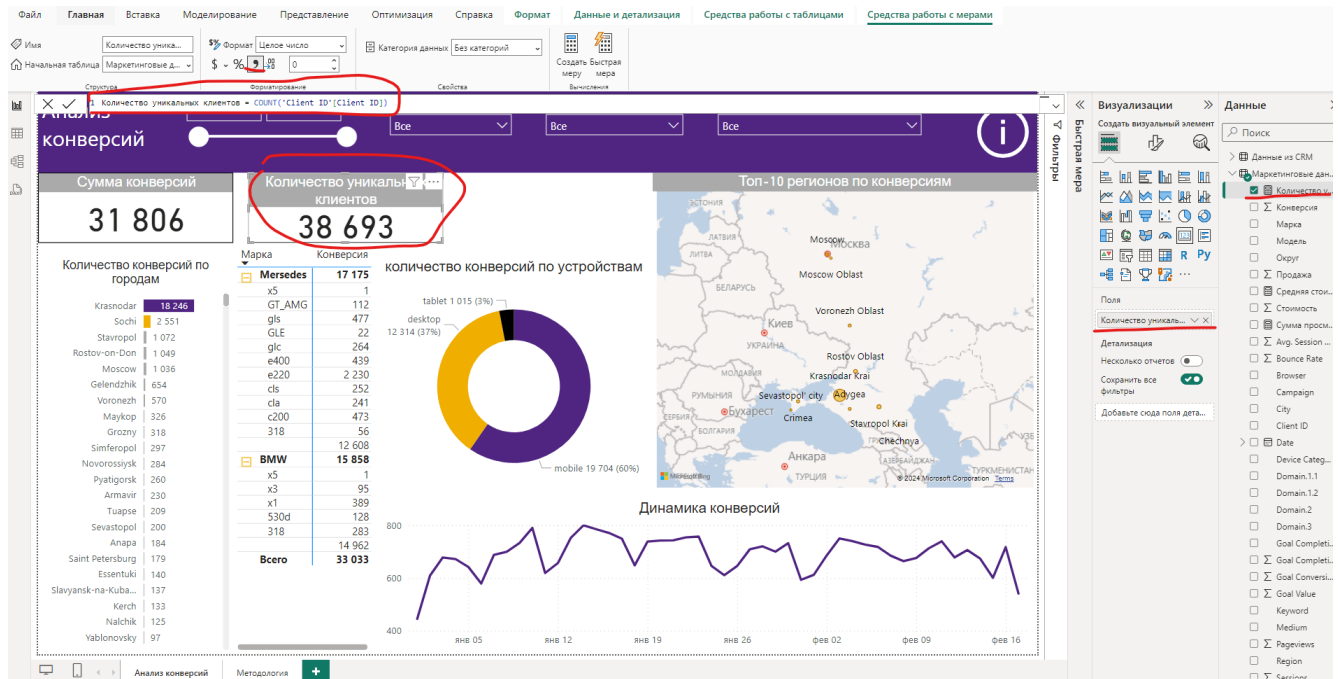 Файл Главная Вставка Моделирование Представление Оптимизация Справка Формат Данные и детализация Средства работы с таблицами Средства работы с мерами
Имя Количество уника...
Начальная таблица Маркетинговые д...
Структура
Формат Целое число
$ % 0
Форматирование
Категория данных Без категорий
Свойства
Создать меру Быстрая мера
Вычисления
1 Количество уникальных клиентов = COUNT('Client ID'[Client ID])
Анализ
конверсий
Все Все Все
Сумма конверсий
31 806
Количество уникальн
клиентов
38 693
Количество конверсий по
городам
Krasnodar 18 246
Sochi 2 551
Stavropol 1 072
Rostov-on-Don 1 049
Moscow 1 036
Gelendzhik 654
Voronezh 570
Maykop 326
Grozny 318
Simferopol 297
Novorossiysk 284
Pyatigorsk 260
Armavir 230
Tuapse 209
Sevastopol 200
Anapa 184
Saint Petersburg 179
Essentuki 140
Slavyansk-na-Kuba... 137
Kerch 133
Nalchik 125
Yablonovsky 97
Марка Конверсия
Mersedes 17 175
x5 1
GT_AMG 112
gls 477
GLE 22
glc 264
e400 439
e220 2 230
cls 252
cla 241
c200 473
318 56
12 608
BMW 15 858
x5 1
x3 95
x1 389
530d 128
318 283
14 962
Всего 33 033
количество конверсий по устройствам
tablet 1 015 (3%)
desktop
12 314 (37%)
mobile 19 704 (60%)
Топ-10 регионов по конверсиям
ЭСТОНИЯ
ЛАТВИЯ
ЛИТВА
Moscow
Москва
Moscow Oblast
БЕЛАРУСЬ
Voronezh Oblast
Киев
УКРАИНА
Rostov Oblast
МОЛДАВИЯ
Krasnodar Krai
РУМЫНИЯ
Sevastopol' city
Adygea
СЕРБИЯ
Бухарест
Crimea
Stavropol Krai
БОЛГАРИЯ
Chechnya
Анкара
АЗЕРБАЙДЖАН
ТУРЦИЯ
ТУРКМЕНИСТАН
Microsoft Bing
© 2024 Microsoft Corporation Terms
Динамика конверсий
800
600
400
янв 05 янв 12 янв 19 янв 26 фев 02 фев 09 фев 16
Анализ конверсий Методология +
Фильтры
Быстрая мера
Визуализации
Создать визуальный элемент
R Py
Поля
Количество уникаль...
Детализация
Несколько отчетов
Сохранить все
фильтры
Добавьте сюда поля дета...
Данные
Поиск
Данные из CRM
Маркетинговые дан...
Количество у...
Конверсия
Марка
Модель
Округ
Продажа
Средняя стои...
Стоимость
Сумма просм...
Avg. Session ...
Bounce Rate
Browser
Campaign
City
Client ID
Date
Device Categ...
Domain.1.1
Domain.1.2
Domain.2
Domain.3
Goal Completi...
Goal Completi...
Goal Conversi...
Goal Value
Keyword
Medium
Pageviews
Region
Sessions